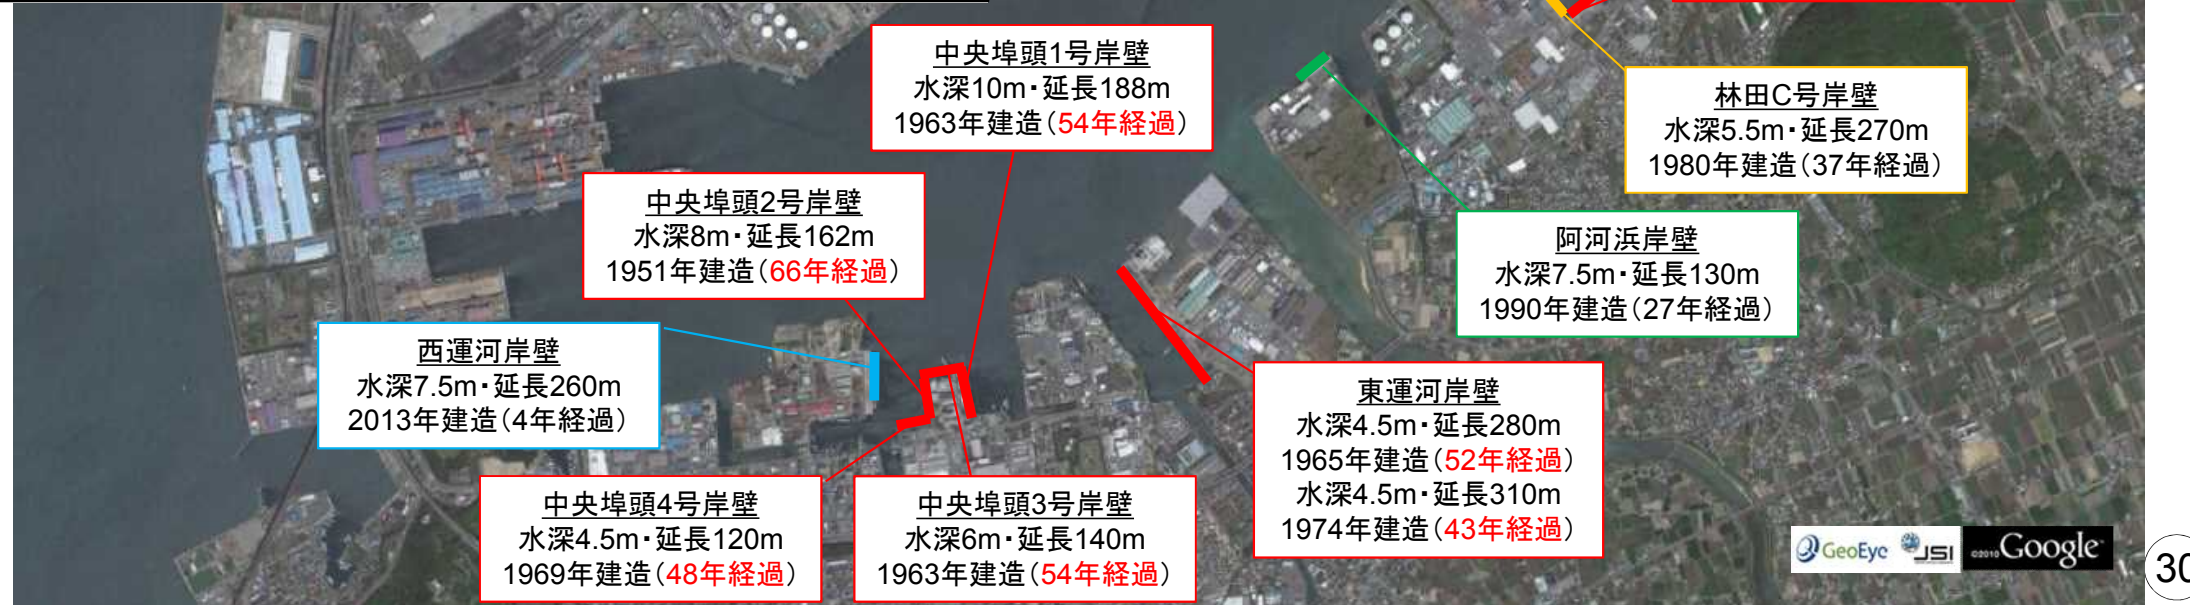 中央埠頭1号岸壁
水深10m・延長188m
1963年建造（54年経過）
林田C号岸壁
水深5.5m・延長270m
1980年建造（37年経過）
中央埠頭2号岸壁
水深8m・延長162m
1951年建造（66年経過）
阿河浜岸壁
水深7.5m・延長130m
1990年建造（27年経過）
西運河岸壁
水深7.5m・延長260m
2013年建造（4年経過）
東運河岸壁
水深4.5m・延長280m
1965年建造（52年経過）
水深4.5m・延長310m
1974年建造（43年経過）
中央埠頭4号岸壁
水深4.5m・延長120m
1969年建造（48年経過）
中央埠頭3号岸壁
水深6m・延長140m
1963年建造（54年経過）
GeoEye JSI ©2010 Google
30